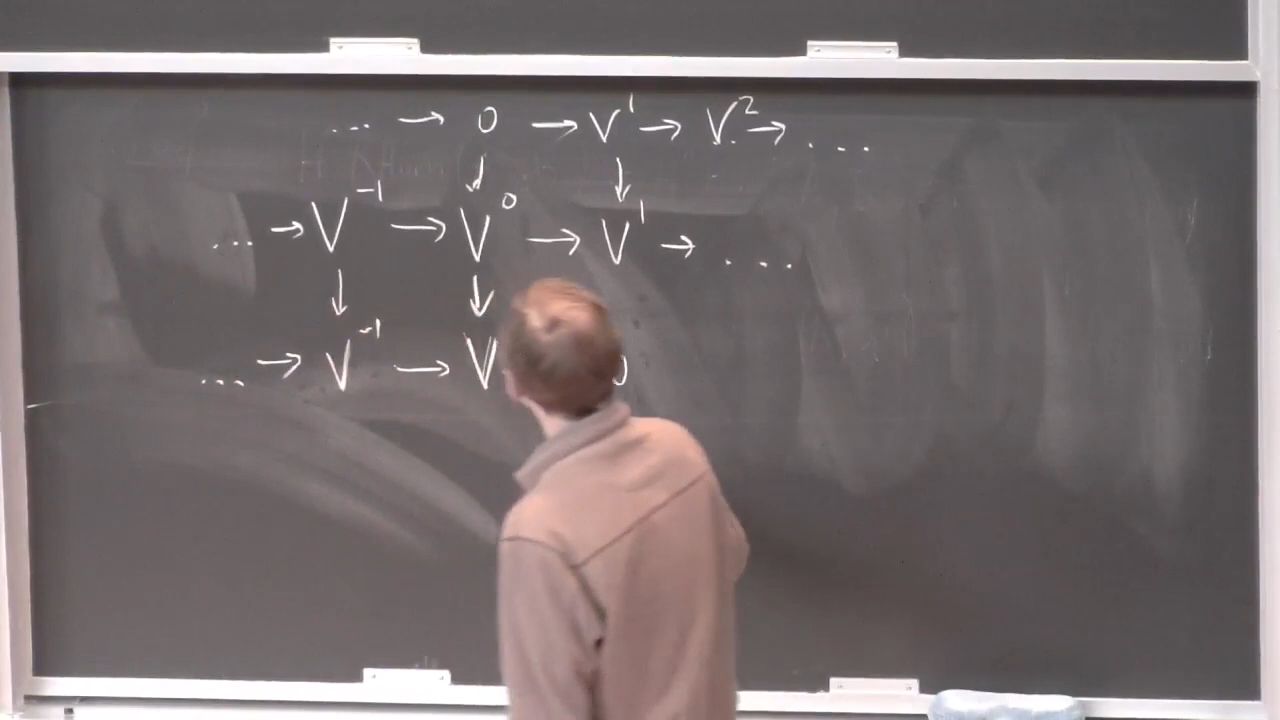 ... → 0 → V¹ → V² → ....
↓ ↓
... → V⁻¹ → V⁰ → V¹ → ....
↓ ↓
... → V⁻¹ → V